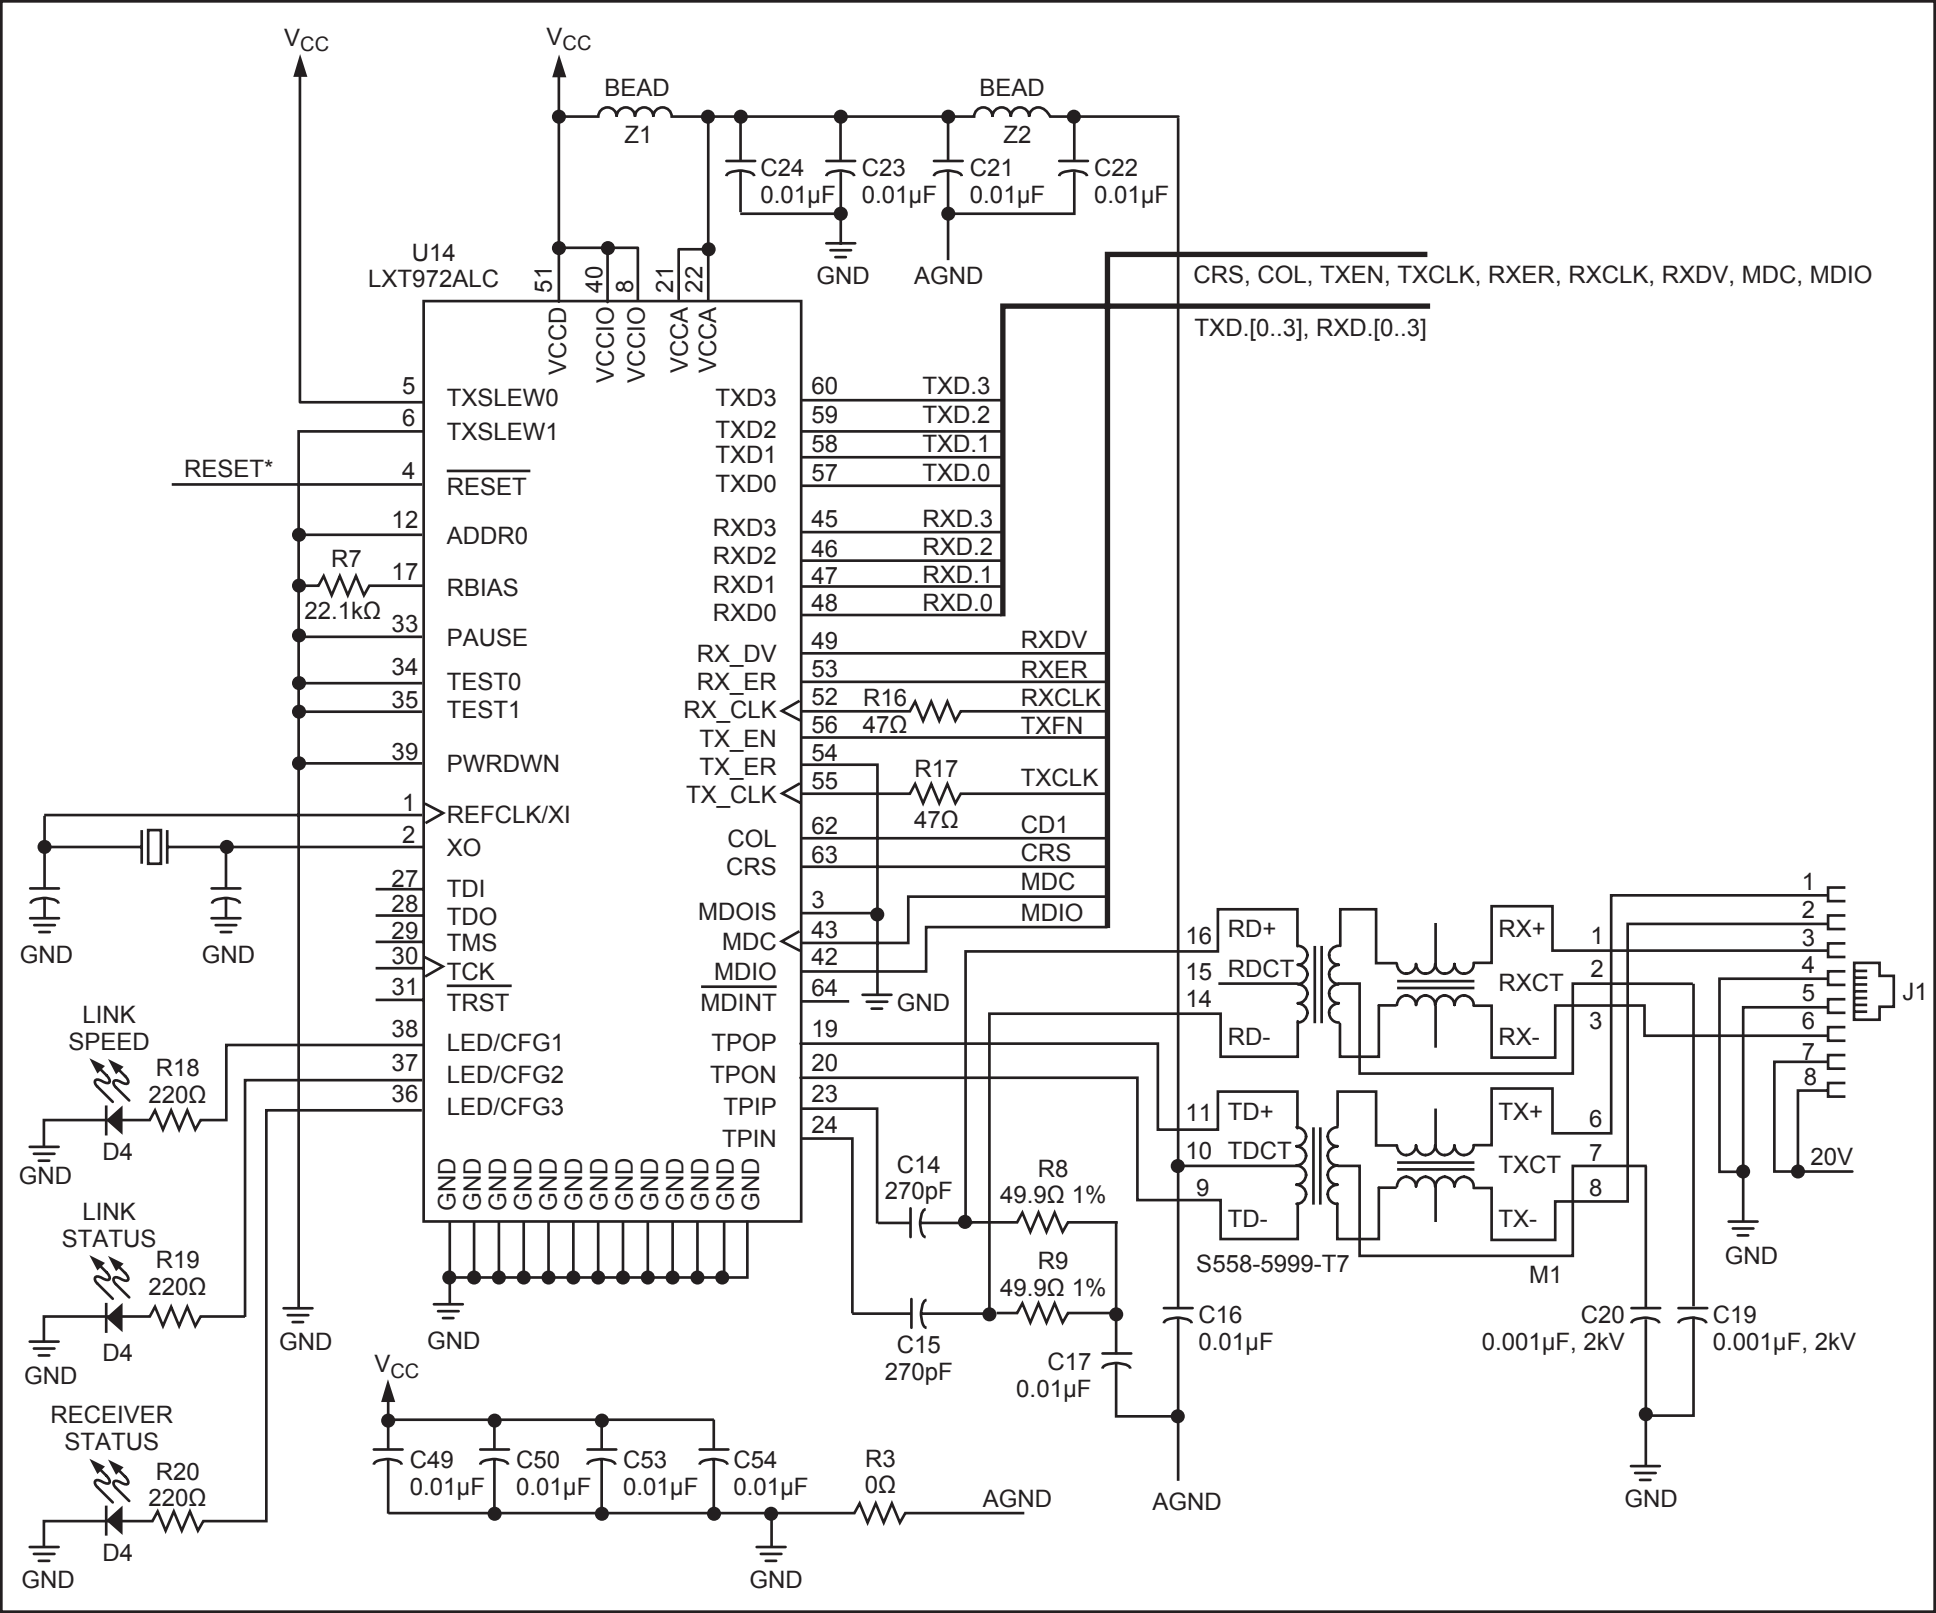 VCC
VCC
BEAD
Z1
BEAD
Z2
C24
0.01µF
C23
0.01µF
C21
0.01µF
C22
0.01µF
GND
AGND
U14
LXT972ALC
51
40
8
21
22
VCCD
VCCIO
VCCIO
VCCA
VCCA
CRS, COL, TXEN, TXCLK, RXER, RXCLK, RXDV, MDC, MDIO
TXD.[0..3], RXD.[0..3]
5
TXSLEW0
6
TXSLEW1
RESET*
4
RESET
12
ADDR0
R7
22.1kΩ
17
RBIAS
33
PAUSE
34
TEST0
35
TEST1
39
PWRDWN
1
REFCLK/XI
2
XO
GND
GND
27
TDI
28
TDO
29
TMS
30
TCK
31
TRST
38
LED/CFG1
37
LED/CFG2
36
LED/CFG3
TXD3
60
TXD.3
TXD2
59
TXD.2
TXD1
58
TXD.1
TXD0
57
TXD.0
RXD3
45
RXD.3
RXD2
46
RXD.2
RXD1
47
RXD.1
RXD0
48
RXD.0
RX_DV
49
RXDV
RX_ER
53
RXER
RX_CLK
52
R16
47Ω
RXCLK
TX_EN
56
TXFN
TX_ER
54
TX_CLK
55
R17
47Ω
TXCLK
COL
62
CD1
CRS
63
CRS
MDC
MDIO
MDOIS
3
MDC
43
MDIO
42
MDINT
64
GND
TPOP
19
TPON
20
TPIP
23
TPIN
24
GND
GND
GND
GND
GND
GND
GND
GND
GND
GND
GND
GND
GND
GND
LINK
SPEED
R18
220Ω
D4
GND
LINK
STATUS
R19
220Ω
D4
GND
RECEIVER
STATUS
R20
220Ω
D4
GND
C14
270pF
C15
270pF
R8
49.9Ω 1%
R9
49.9Ω 1%
C17
0.01µF
C16
0.01µF
AGND
16
RD+
15
RDCT
14
RD-
RX+
1
RXCT
2
RX-
3
11
TD+
10
TDCT
9
TD-
TX+
6
TXCT
7
TX-
8
S558-5999-T7
M1
1
2
3
4
5
6
7
8
J1
20V
GND
C20
0.001µF, 2kV
C19
0.001µF, 2kV
GND
VCC
C49
0.01µF
C50
0.01µF
C53
0.01µF
C54
0.01µF
R3
0Ω
AGND
GND